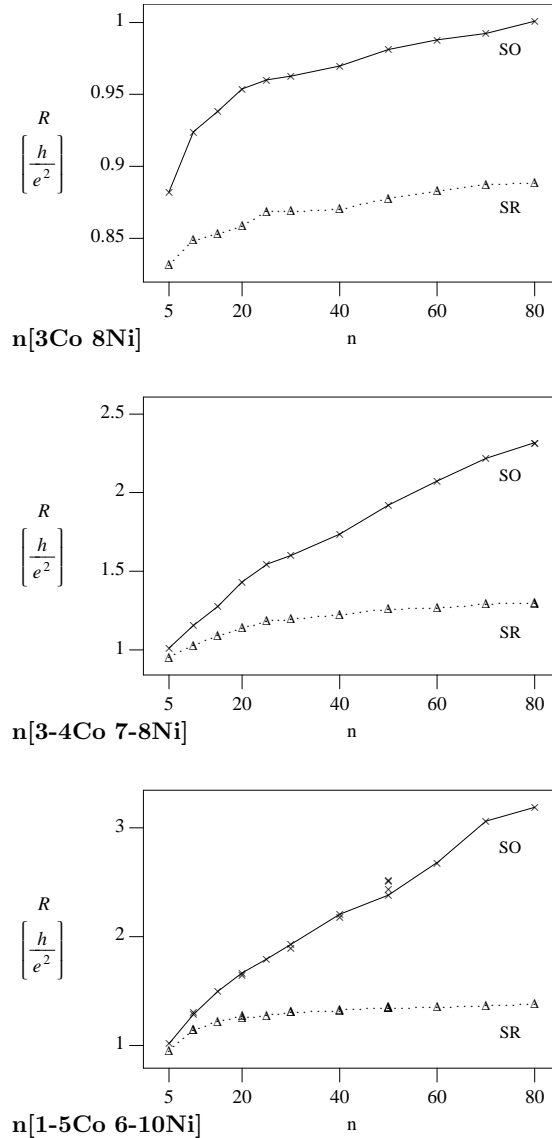 1
SO
0.95
R
[h/e²]
0.9
SR
0.85
5 20 40 60 80
n[3Co 8Ni] n
2.5
SO
2
R
[h/e²]
1.5
SR
1
5 20 40 60 80
n[3-4Co 7-8Ni] n
3
SO
R
2
[h/e²]
SR
1
5 20 40 60 80
n[1-5Co 6-10Ni] n